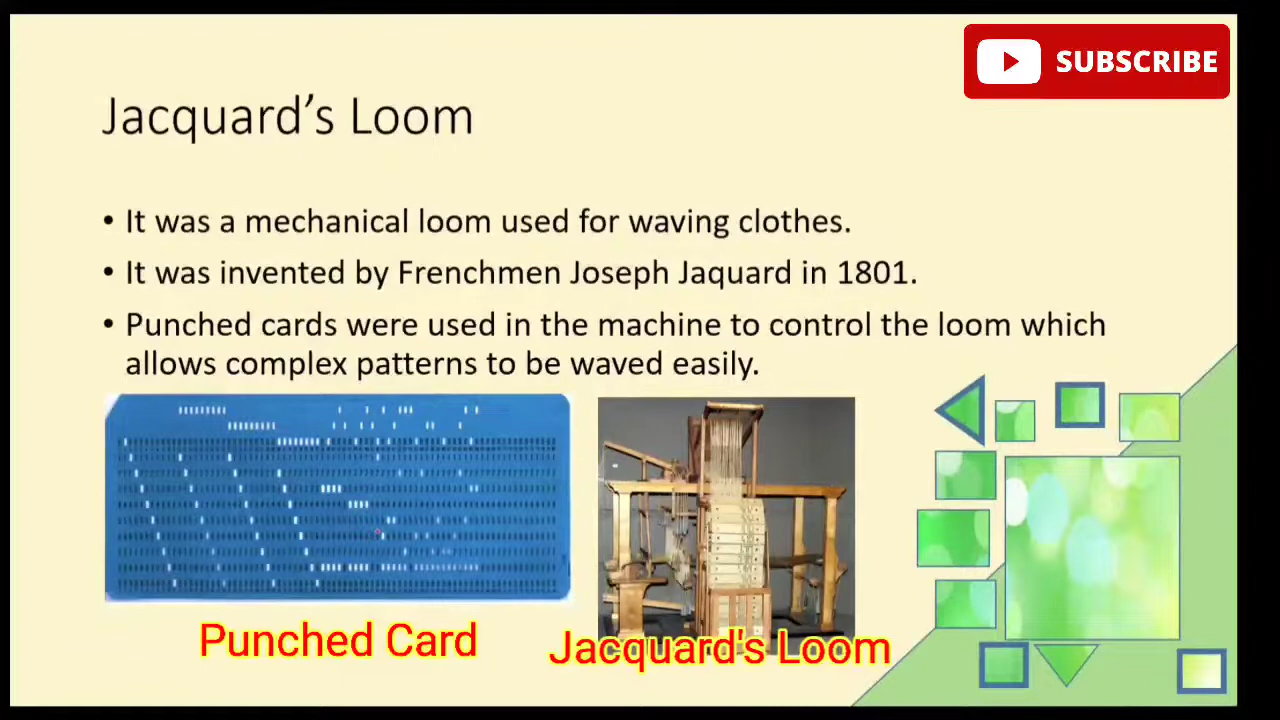 SUBSCRIBE
Jacquard’s Loom
• It was a mechanical loom used for waving clothes.
• It was invented by Frenchmen Joseph Jaquard in 1801.
• Punched cards were used in the machine to control the loom which
allows complex patterns to be waved easily.
Punched Card
Jacquard's Loom